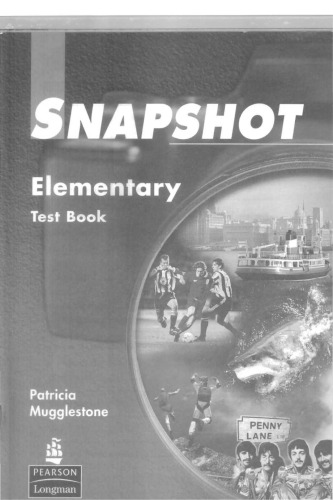 SNAPSHOT
Elementary
Test Book
Patricia
Mugglestone
PENNY
LANE
PEARSON
Longman